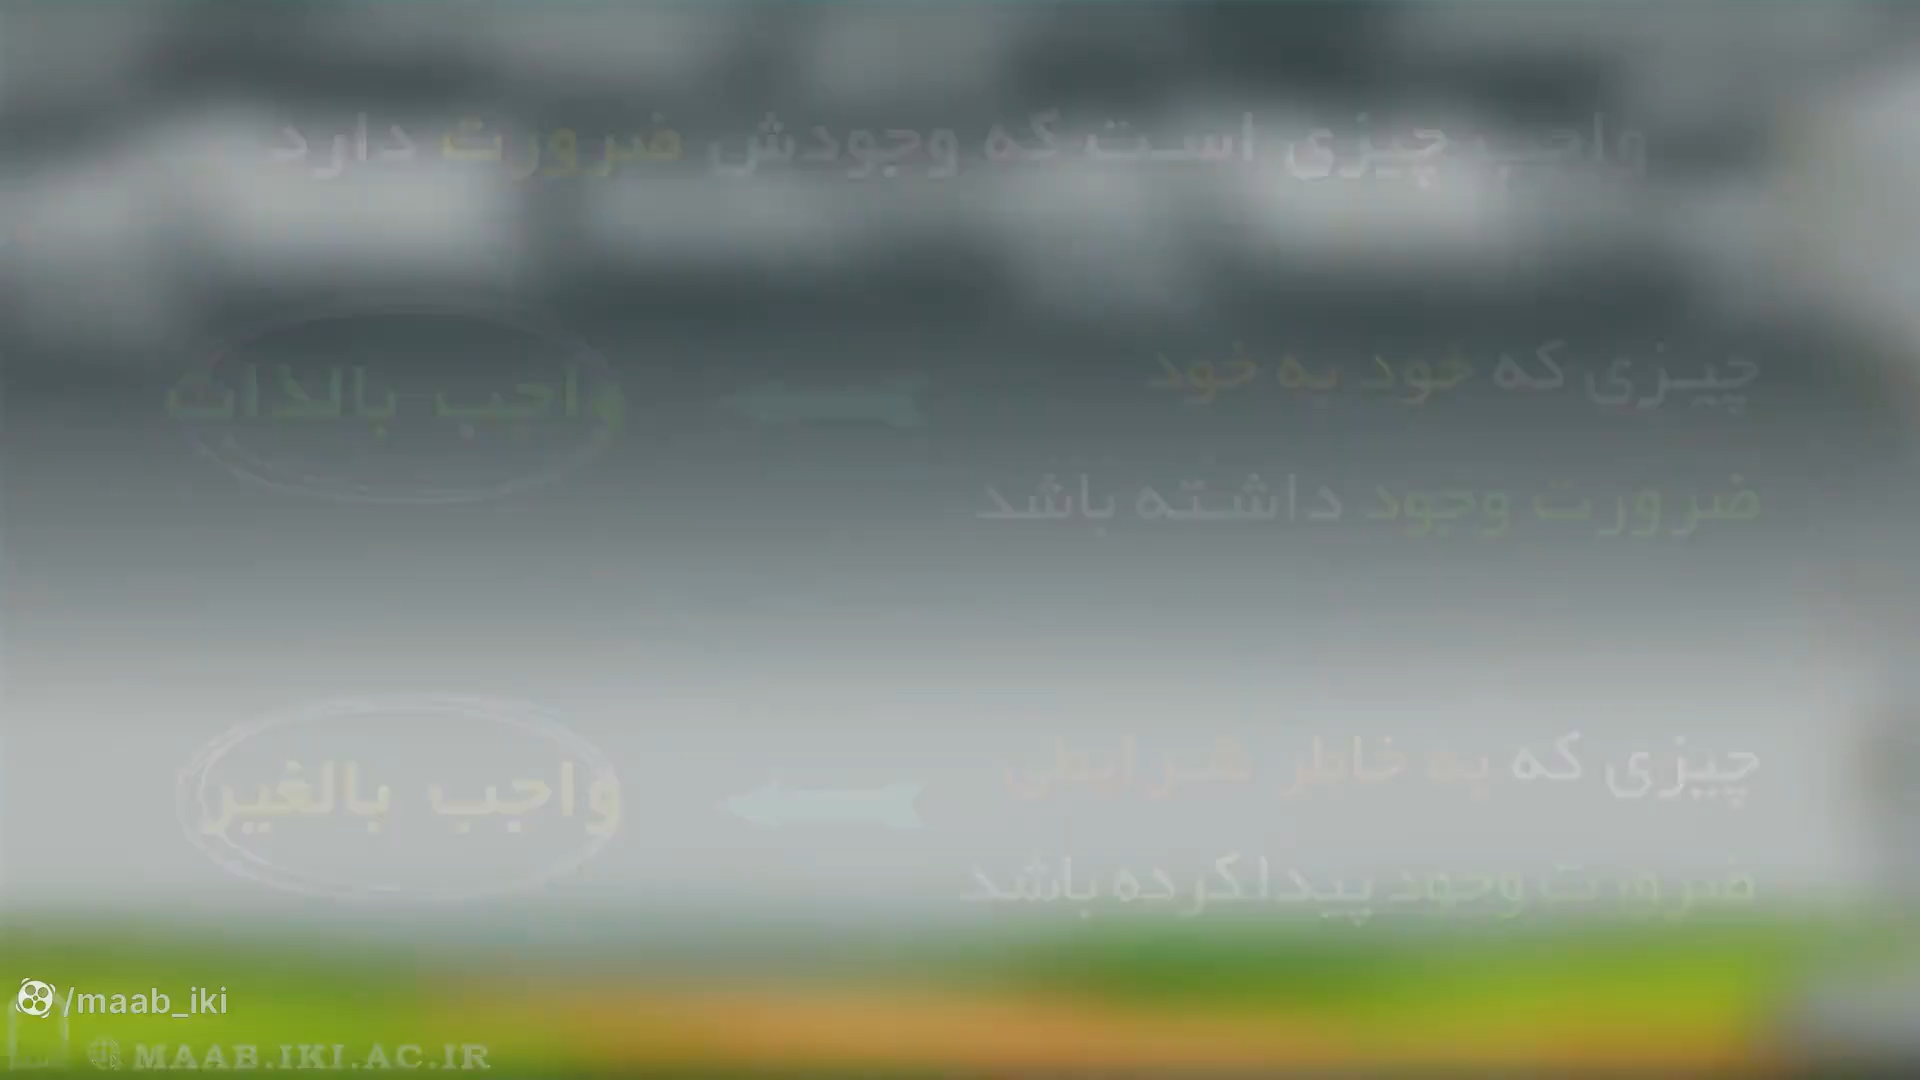 واجب چیزی است که وجودش ضرورت دارد
چیزی که خود به خود
ضرورت وجود داشته باشد
واجب بالذات
چیزی که به خاطر شرایطی
ضرورت وجود پیدا کرده باشد
واجب بالغیر
/maab_iki
MAAB.IKI.AC.IR